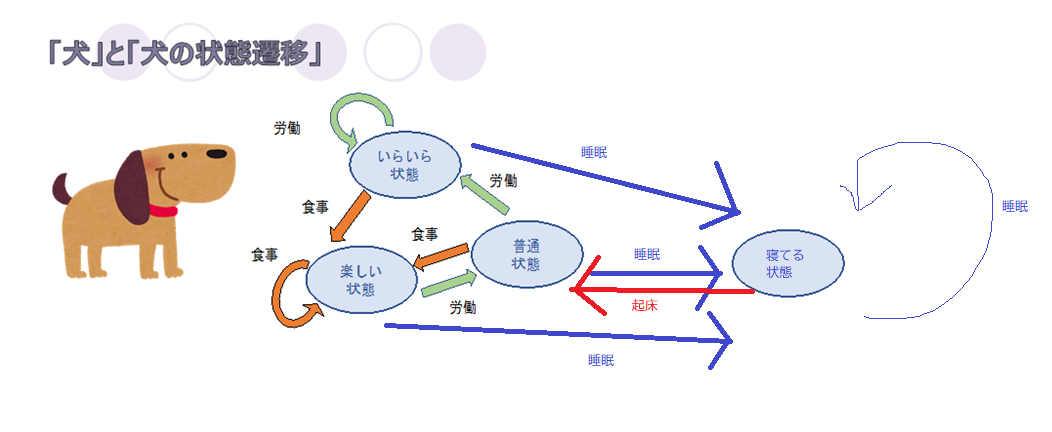 「犬」と「犬の状態遷移」
労働
いらいら
状態
睡眠
労働
食事
睡眠
食事
普通
状態
睡眠
寝てる
状態
食事
楽しい
状態
労働
起床
睡眠